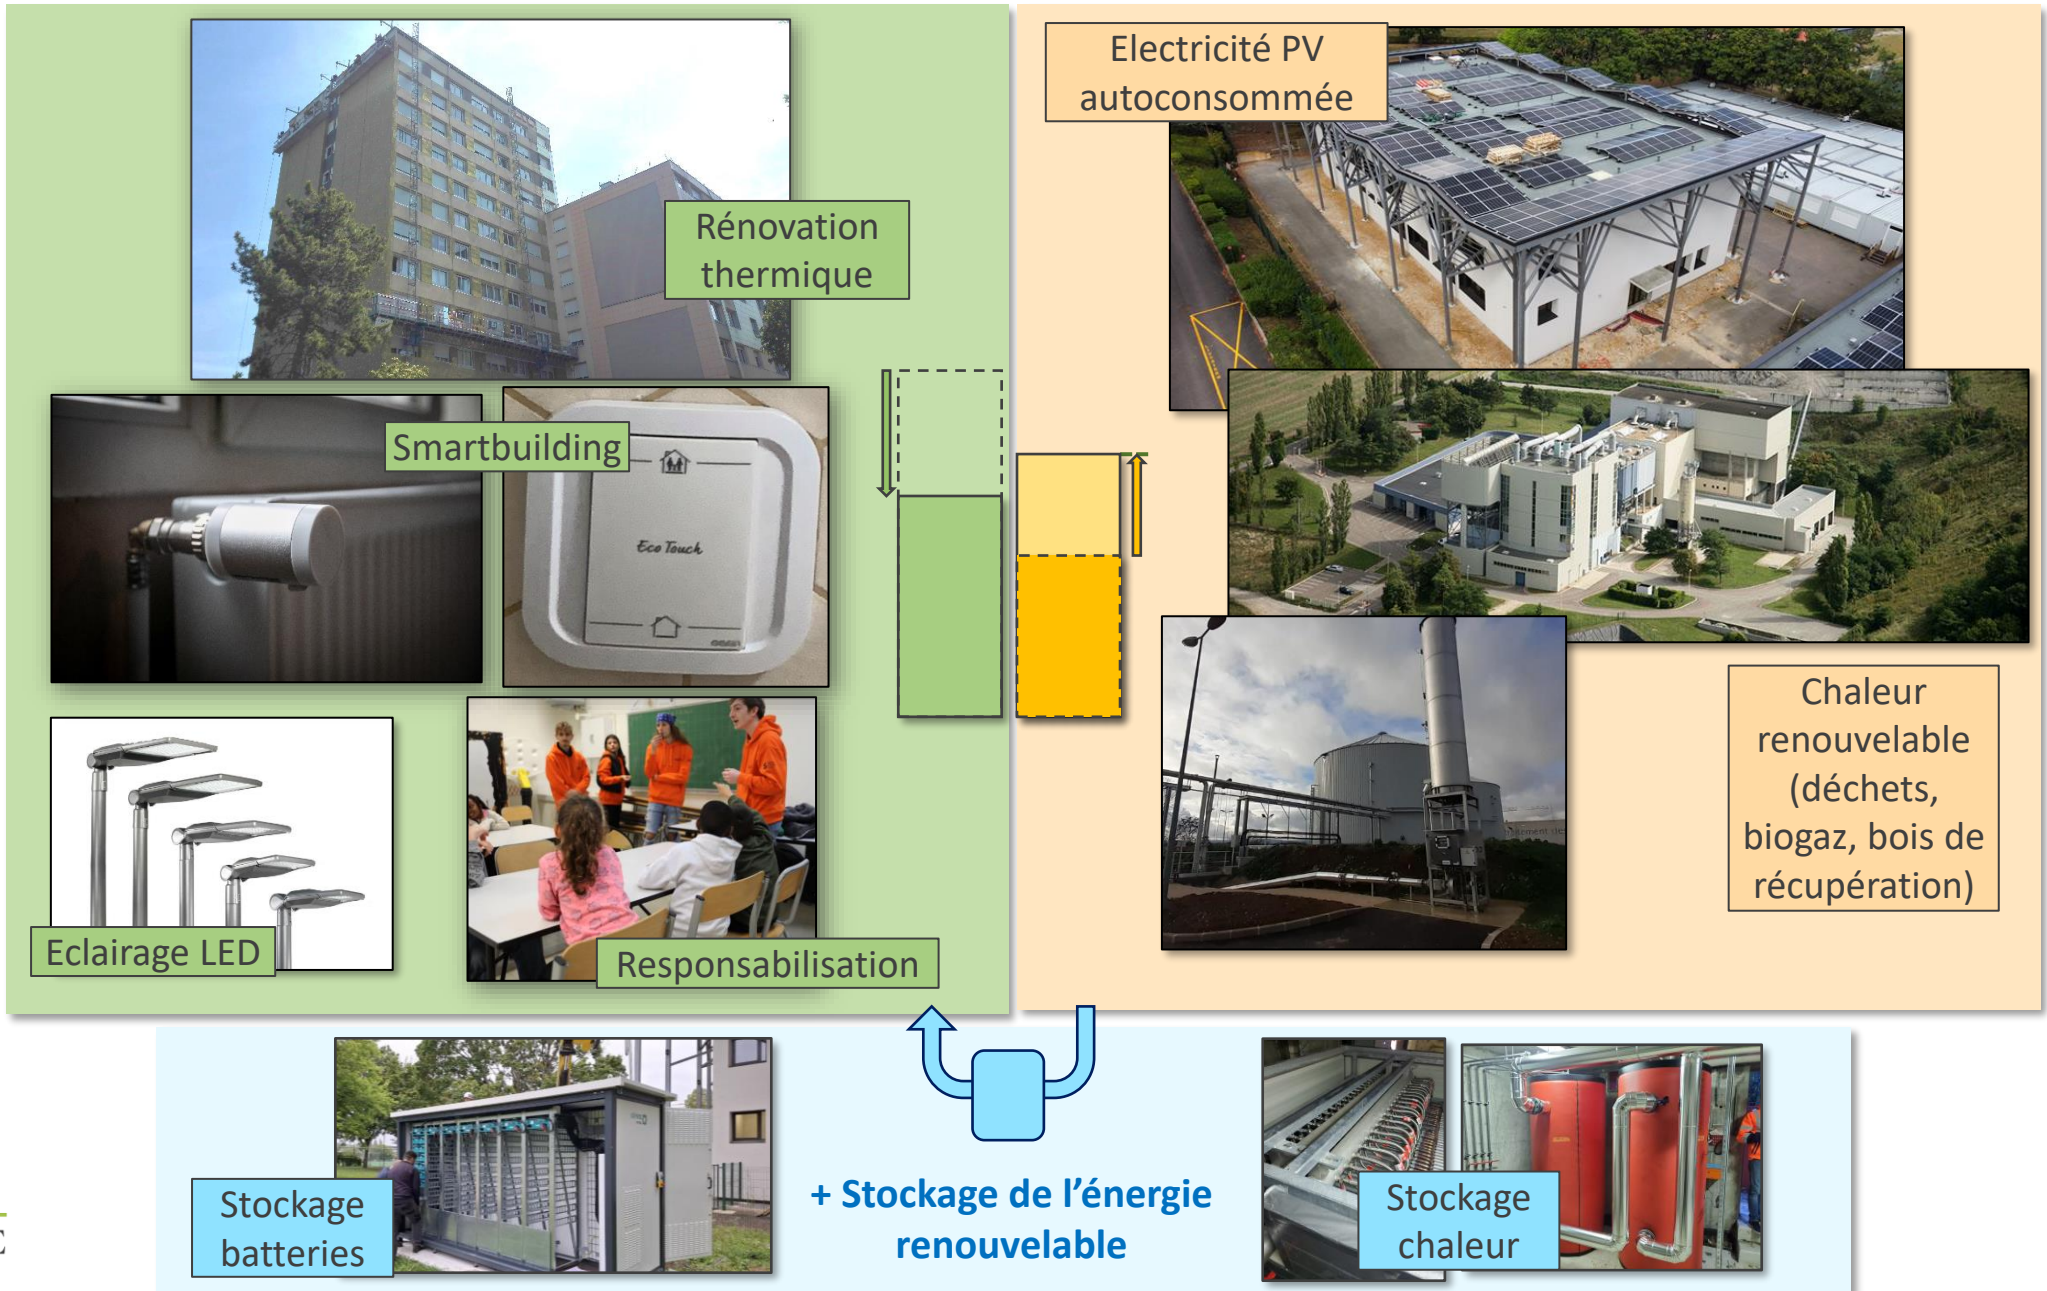 Rénovation
thermique
Smartbuilding
Eco Touch
Eclairage LED
Responsabilisation
Electricité PV
autoconsommée
Chaleur
renouvelable
(déchets,
biogaz, bois de
récupération)
Stockage
batteries
+ Stockage de l’énergie
renouvelable
Stockage
chaleur
E